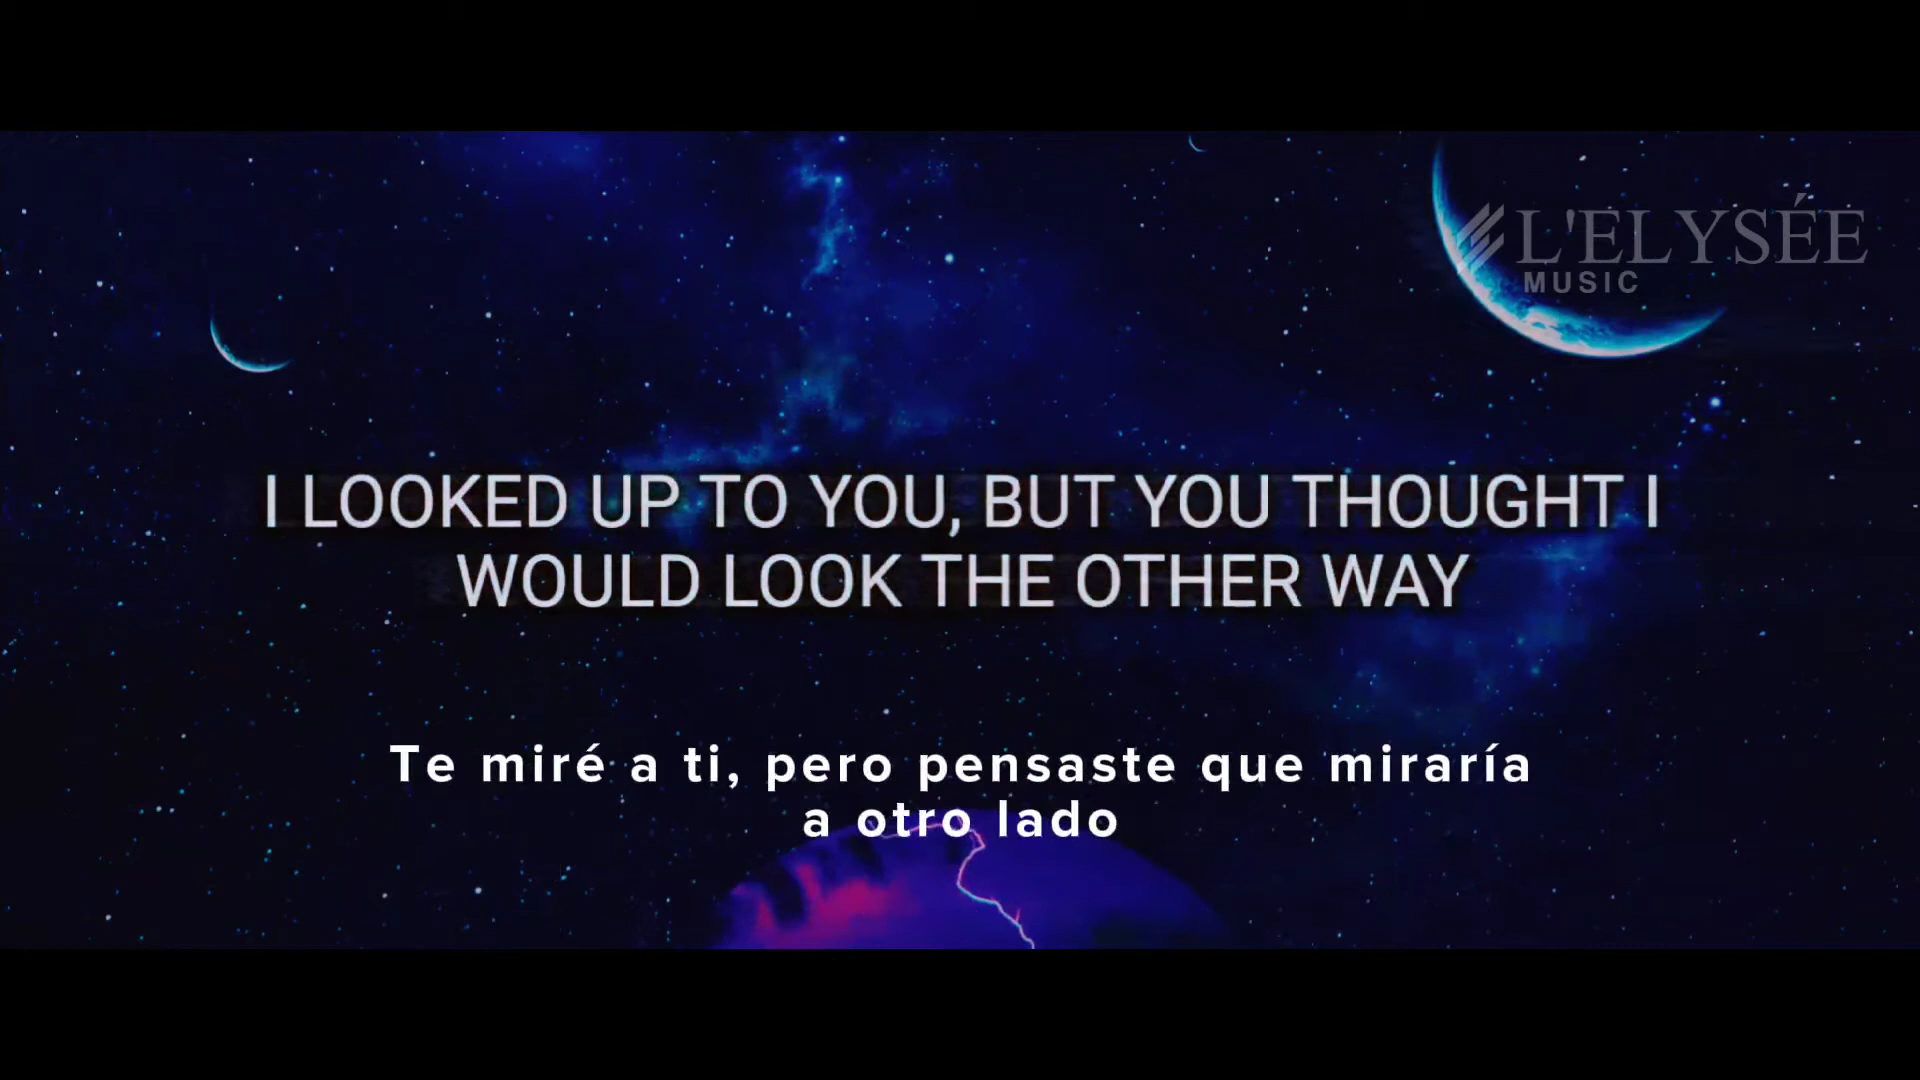 L'ELYSÉE
MUSIC
I LOOKED UP TO YOU, BUT YOU THOUGHT I
WOULD LOOK THE OTHER WAY
Te miré a ti, pero pensaste que miraría
a otro lado